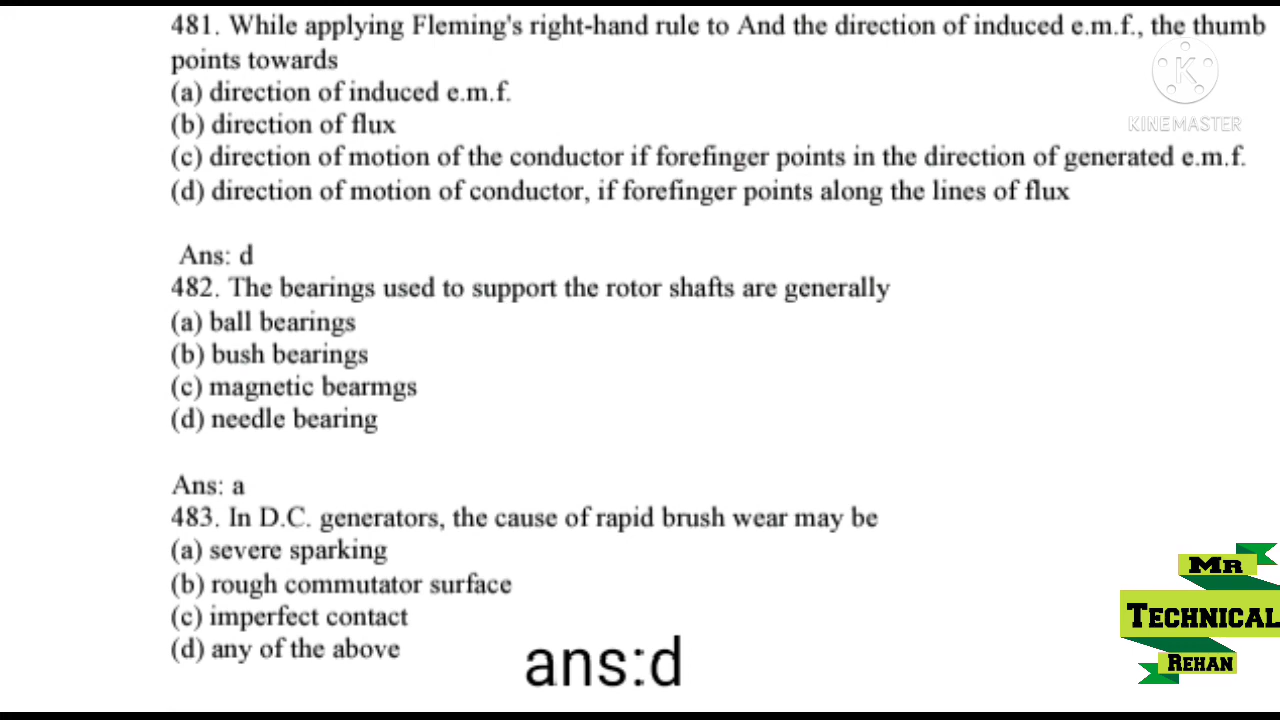 481. While applying Fleming's right-hand rule to And the direction of induced e.m.f., the thumb
points towards
(a) direction of induced e.m.f.
(b) direction of flux
(c) direction of motion of the conductor if forefinger points in the direction of generated e.m.f.
(d) direction of motion of conductor, if forefinger points along the lines of flux
K
KINEMASTER
Ans: d
482. The bearings used to support the rotor shafts are generally
(a) ball bearings
(b) bush bearings
(c) magnetic bearmgs
(d) needle bearing
Ans: a
483. In D.C. generators, the cause of rapid brush wear may be
(a) severe sparking
(b) rough commutator surface
(c) imperfect contact
(d) any of the above
ans:d
MR
TECHNICAL
REHAN